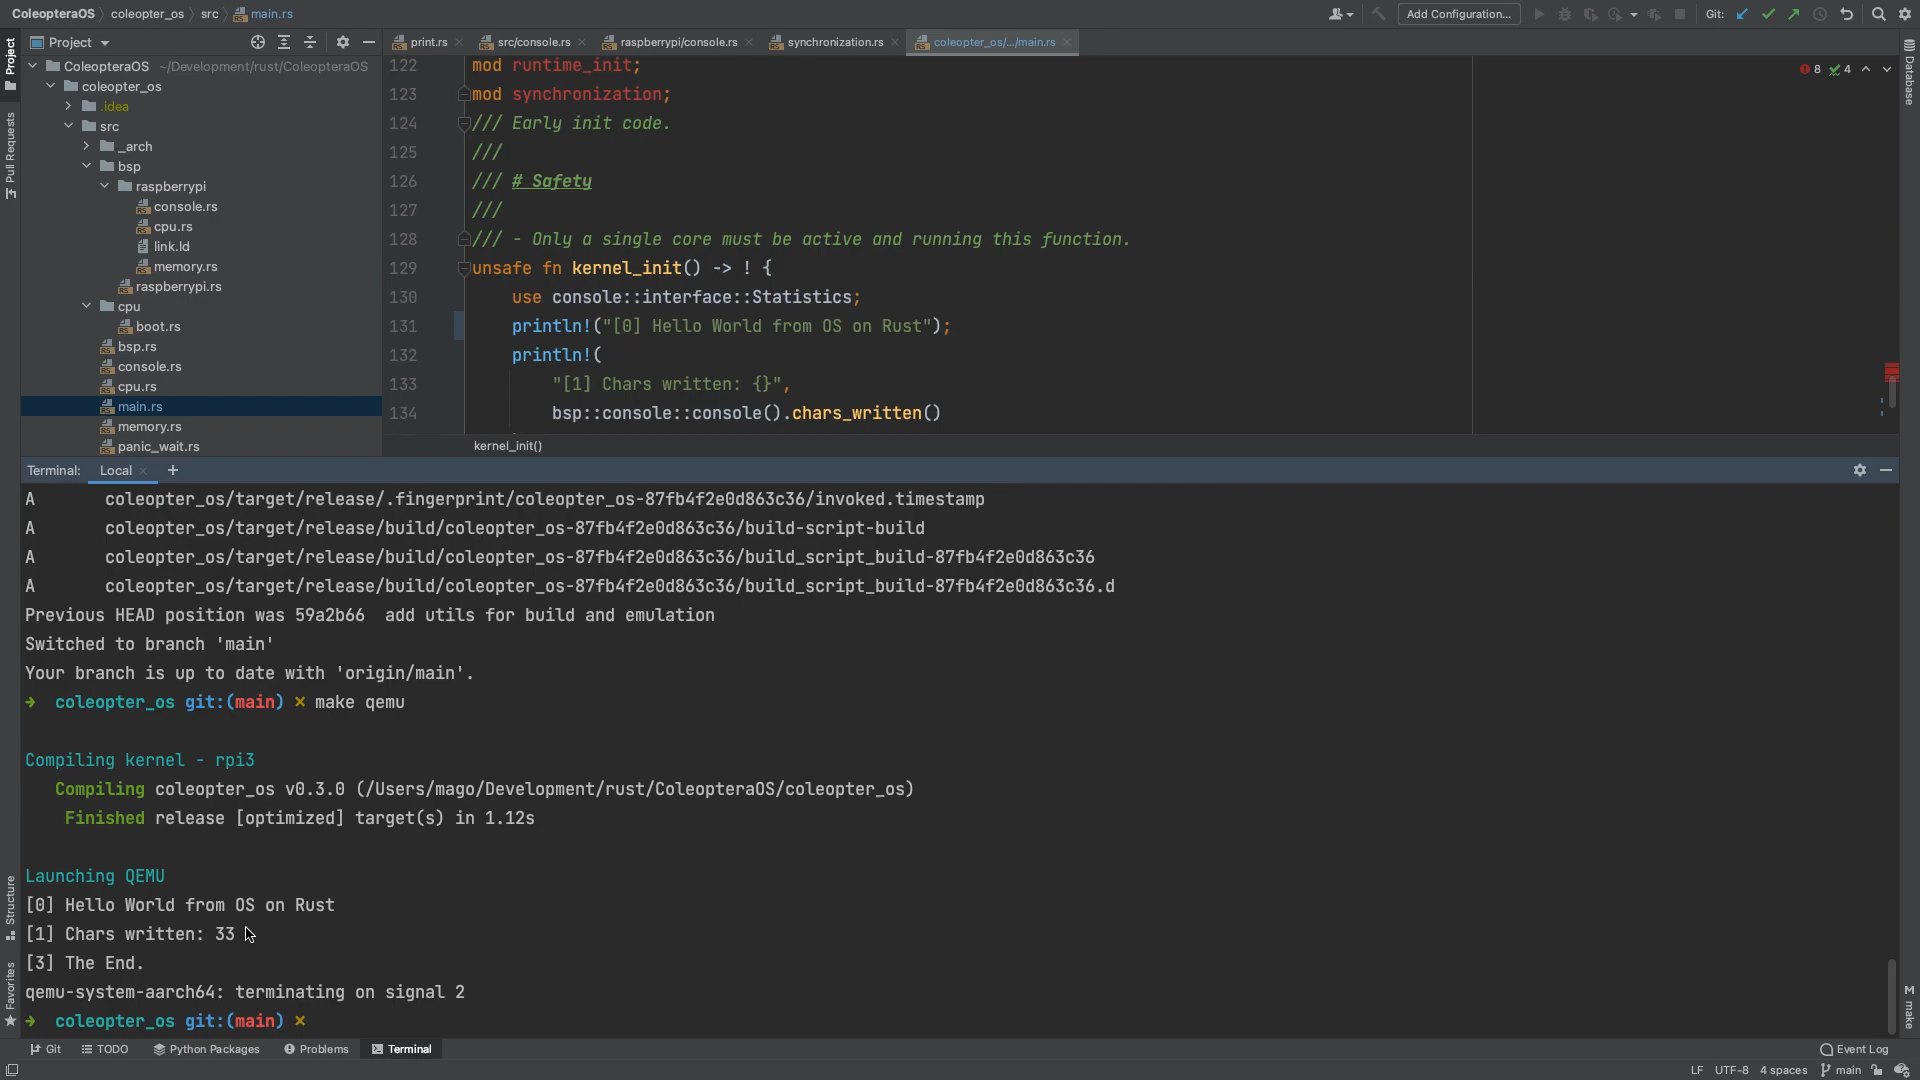 ColeopteraOS coleopter_os src main.rs
Add Configuration...
Git:
Project
print.rs
src/console.rs
raspberrypi/console.rs
synchronization.rs
coleopter_os/.../main.rs
Project
Pull Requests
Structure
Favorites
ColeopteraOS ~/Development/rust/ColeopteraOS
coleopter_os
.idea
src
_arch
bsp
raspberrypi
console.rs
cpu.rs
link.ld
memory.rs
raspberrypi.rs
cpu
boot.rs
bsp.rs
console.rs
cpu.rs
main.rs
memory.rs
panic_wait.rs
8 4
Database
122 mod runtime_init;
123 mod synchronization;
124 /// Early init code.
125 ///
126 /// # Safety
127 ///
128 /// - Only a single core must be active and running this function.
129 unsafe fn kernel_init() -> ! {
130 use console::interface::Statistics;
131 println!("[0] Hello World from OS on Rust");
132 println!(
133 "[1] Chars written: {}",
134 bsp::console::console().chars_written()
kernel_init()
Terminal: Local +
A coleopter_os/target/release/.fingerprint/coleopter_os-87fb4f2e0d863c36/invoked.timestamp
A coleopter_os/target/release/build/coleopter_os-87fb4f2e0d863c36/build-script-build
A coleopter_os/target/release/build/coleopter_os-87fb4f2e0d863c36/build_script_build-87fb4f2e0d863c36
A coleopter_os/target/release/build/coleopter_os-87fb4f2e0d863c36/build_script_build-87fb4f2e0d863c36.d
Previous HEAD position was 59a2b66 add utils for build and emulation
Switched to branch 'main'
Your branch is up to date with 'origin/main'.
➜ coleopter_os git:(main) ✗ make qemu
Compiling kernel - rpi3
Compiling coleopter_os v0.3.0 (/Users/mago/Development/rust/ColeopteraOS/coleopter_os)
Finished release [optimized] target(s) in 1.12s
Launching QEMU
[0] Hello World from OS on Rust
[1] Chars written: 33
[3] The End.
qemu-system-aarch64: terminating on signal 2
➜ coleopter_os git:(main) ✗
M make
Git
TODO
Python Packages
Problems
Terminal
Event Log
LF UTF-8 4 spaces main